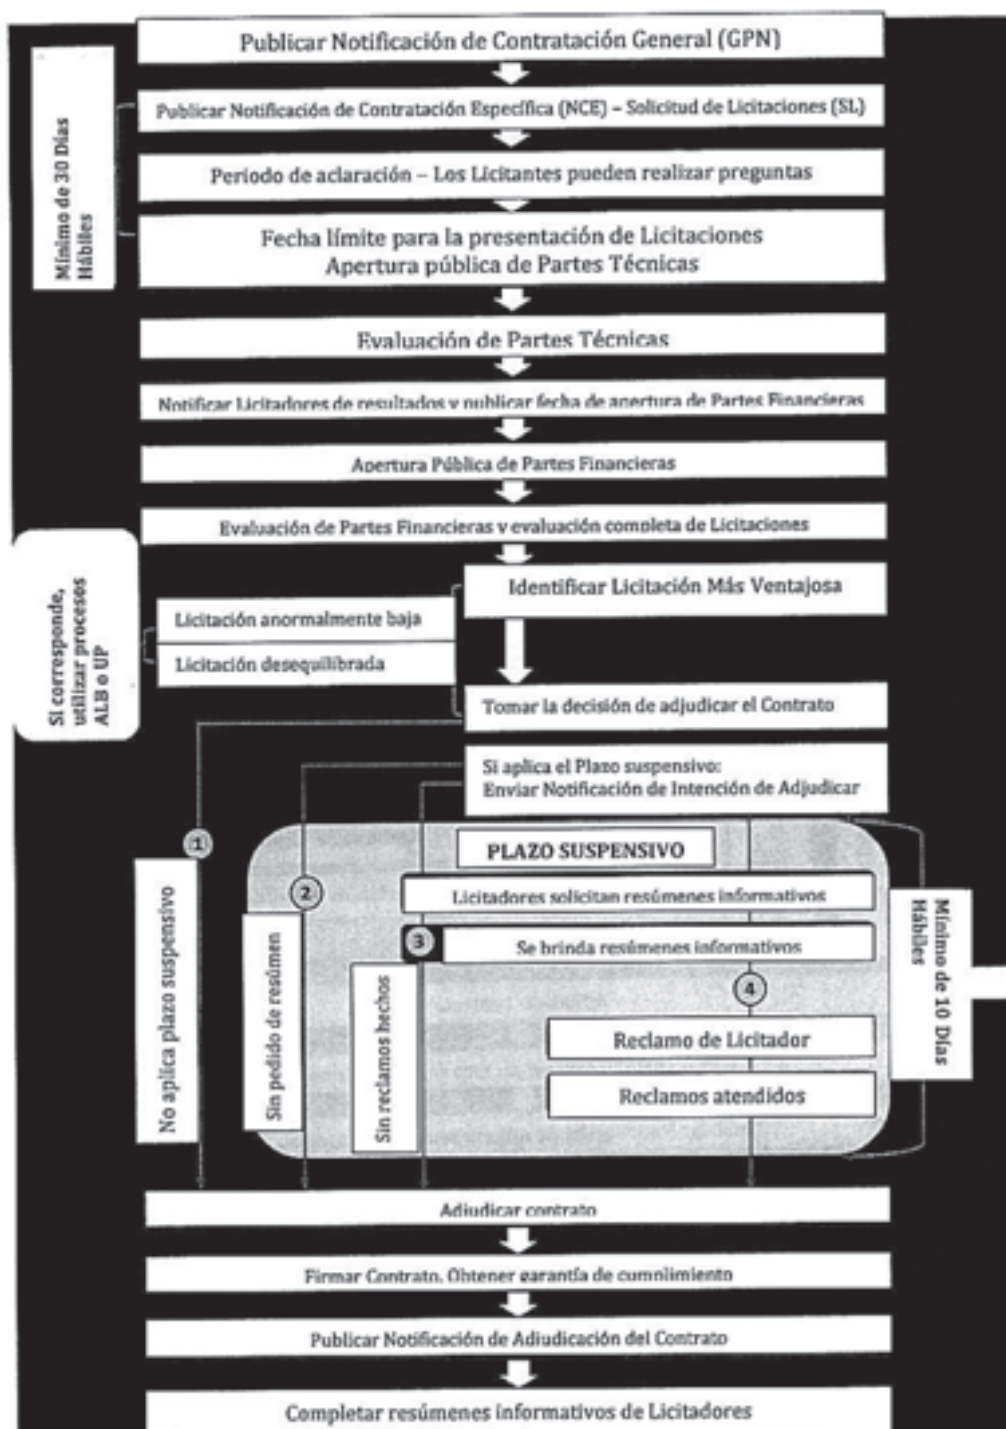 Publicar Notificación de Contratación General (GPN)
Mínimo de 30 Días
Hábiles
Publicar Notificación de Contratación Específica (NCE) – Solicitud de Licitaciones (SL)
Periodo de aclaración – Los Licitantes pueden realizar preguntas
Fecha límite para la presentación de Licitaciones
Apertura pública de Partes Técnicas
Evaluación de Partes Técnicas
Notificar Licitadores de resultados y publicar fecha de apertura de Partes Financieras
Apertura Pública de Partes Financieras
Evaluación de Partes Financieras y evaluación completa de Licitaciones
Si corresponde,
utilizar procesos
ALB o UP
Identificar Licitación Más Ventajosa
Licitación anormalmente baja
Licitación desequilibrada
Tomar la decisión de adjudicar el Contrato
Si aplica el Plazo suspensivo:
Enviar Notificación de Intención de Adjudicar
1
No aplica plazo suspensivo
PLAZO SUSPENSIVO
2
Sin pedido de resúmen
Licitadores solicitan resúmenes informativos
3
Se brinda resúmenes informativos
Sin reclamos hechos
4
Reclamo de Licitador
Reclamos atendidos
Mínimo de 10 Días
Hábiles
Adjudicar contrato
Firmar Contrato. Obtener garantía de cumplimiento
Publicar Notificación de Adjudicación del Contrato
Completar resúmenes informativos de Licitadores